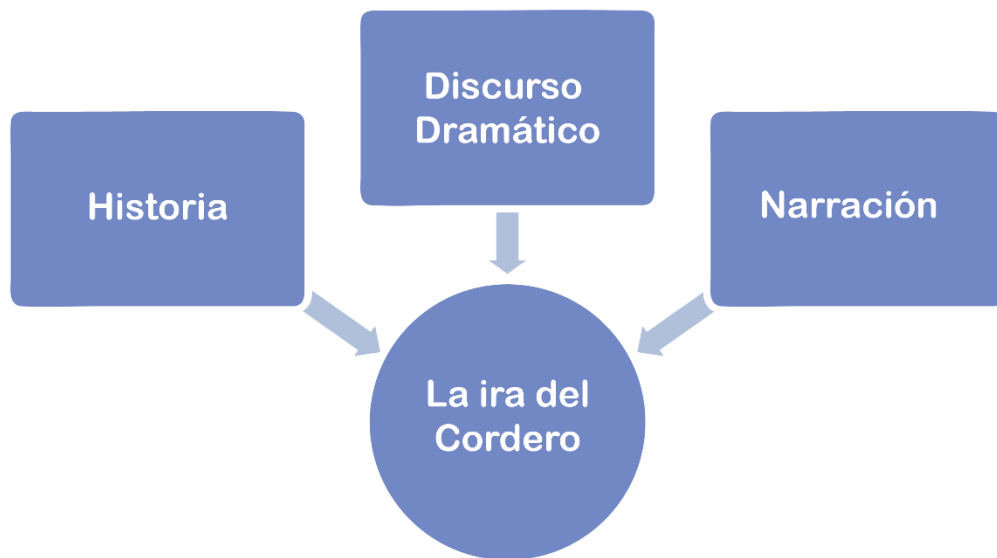 Discurso
Dramático
Historia
Narración
La ira del
Cordero